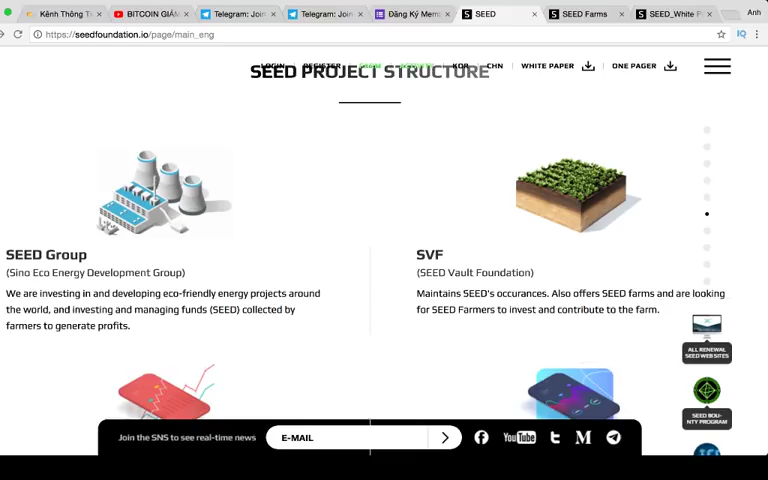 Kênh Thông Ti
BITCOIN GIẢM
Telegram: Join
Telegram: Join
Đăng Ký Mem
SEED
SEED Farms
SEED_White P
Anh
https://seedfoundation.io/page/main_eng
LOGIN
REGISTER
KOR
CHN
WHITE PAPER
ONE PAGER
SEED PROJECT STRUCTURE
SEED Group
(Sino Eco Energy Development Group)
We are investing in and developing eco-friendly energy projects around
the world, and investing and managing funds (SEED) collected by
farmers to generate profits.
SVF
(SEED Vault Foundation)
Maintains SEED's occurances. Also offers SEED farms and are looking
for SEED Farmers to invest and contribute to the farm.
ALL RENEWAL
SEED WEB SITES
SEED BOU-
NTY PROGRAM
Join the SNS to see real-time news
E-MAIL
YouTube